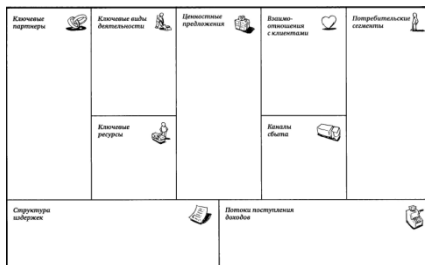 Ключевые
партнеры
Ключевые виды
деятельности
Ценностные
предложения
Взаимо-
отношения
с клиентами
Потребительские
сегменты
Ключевые
ресурсы
Каналы
сбыта
Структура
издержек
Потоки поступления
доходов